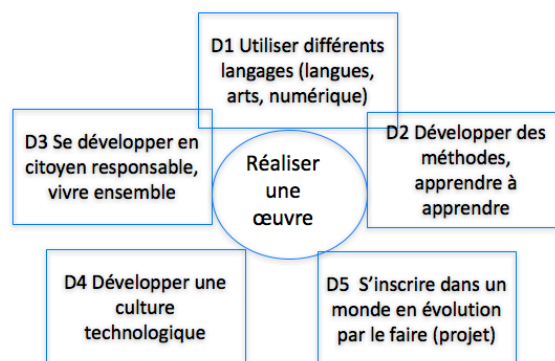 D1 Utiliser différents
langages (langues,
arts, numérique)
D3 Se développer en
citoyen responsable,
vivre ensemble
D2 Développer des
méthodes,
apprendre à
apprendre
Réaliser
une
œuvre
D4 Développer une
culture
technologique
D5 S'inscrire dans un
monde en évolution
par le faire (projet)